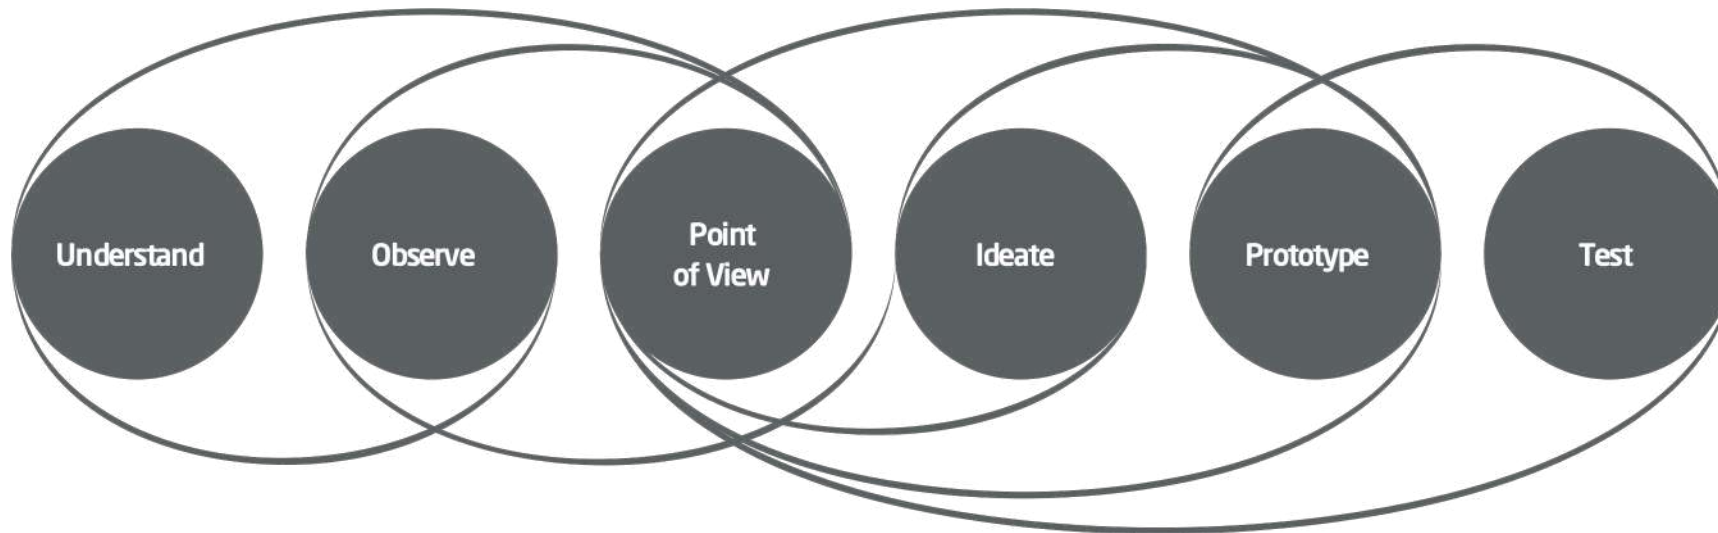 Understand
Observe
Point
of View
Ideate
Prototype
Test